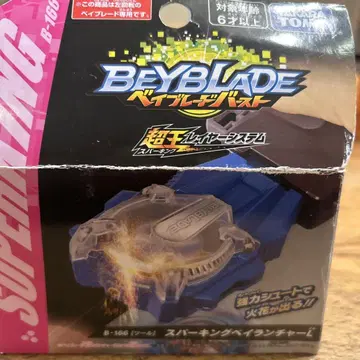 ※この商品は左回転の
ベイブレード専用です。
対象年齢
6才以上
TAKARA
TOMY
SUPERKING
B-166
BEYBLADE
ベイブレードバースト
超王レイヤーシステム
スパーキング
強力シュートで
火花が出る!!
B-166 (ツール) スパーキングベイランチャーL